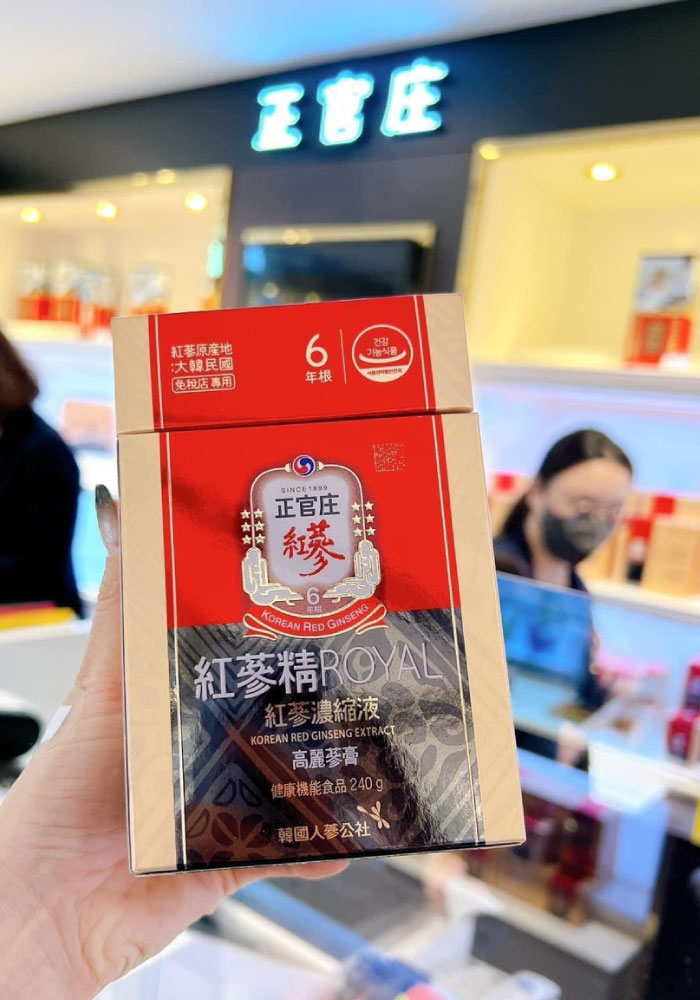 正官庄
紅蔘原産地
:大韓民國
免稅店 專用
6
年根
건강
기능식품
SINCE 1899
正官庄
紅蔘
6
年根
KOREAN RED GINSENG
紅蔘精ROYAL
紅蔘濃縮液
KOREAN RED GINSENG EXTRACT
高麗蔘膏
健康機能食品 240 g
韓國人蔘公社